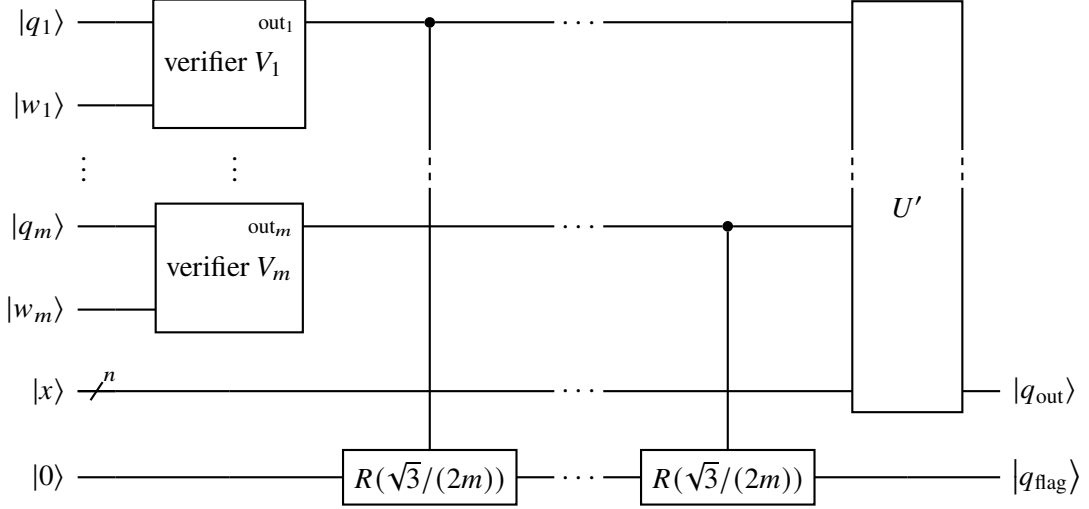 |q₁⟩ out₁
verifier V₁
|w₁⟩
⋮ ⋮
|qₘ⟩ outₘ
verifier Vₘ
|wₘ⟩
U′
|x⟩ n |q_out⟩
|0⟩ R(√3/(2m)) ··· R(√3/(2m)) |q_flag⟩